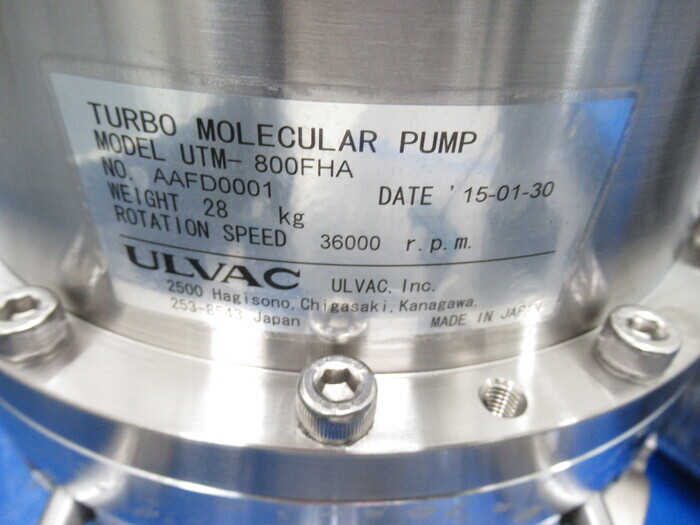 TURBO MOLECULAR PUMP
MODEL UTM- 800FHA
NO. AAFD0001 DATE '15-01-30
WEIGHT 28 kg
ROTATION SPEED 36000 r.p.m.
ULVAC ULVAC, Inc.
2500 Hagisono, Chigasaki, Kanagawa,
253-8543 Japan MADE IN JAPAN